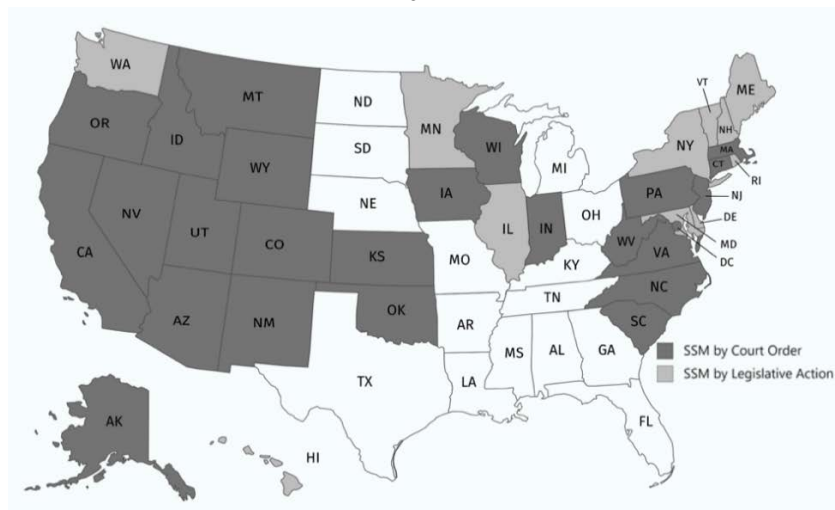 WA
MT
ND
MN
VT
ME
OR
ID
SD
WI
MI
NY
NH
MA
CT
RI
WY
NE
IA
IL
IN
OH
PA
NJ
DE
MD
DC
NV
UT
CO
KS
MO
KY
WV
VA
CA
AZ
NM
OK
AR
TN
NC
SC
TX
LA
MS
AL
GA
FL
AK
HI
SSM by Court Order
SSM by Legislative Action